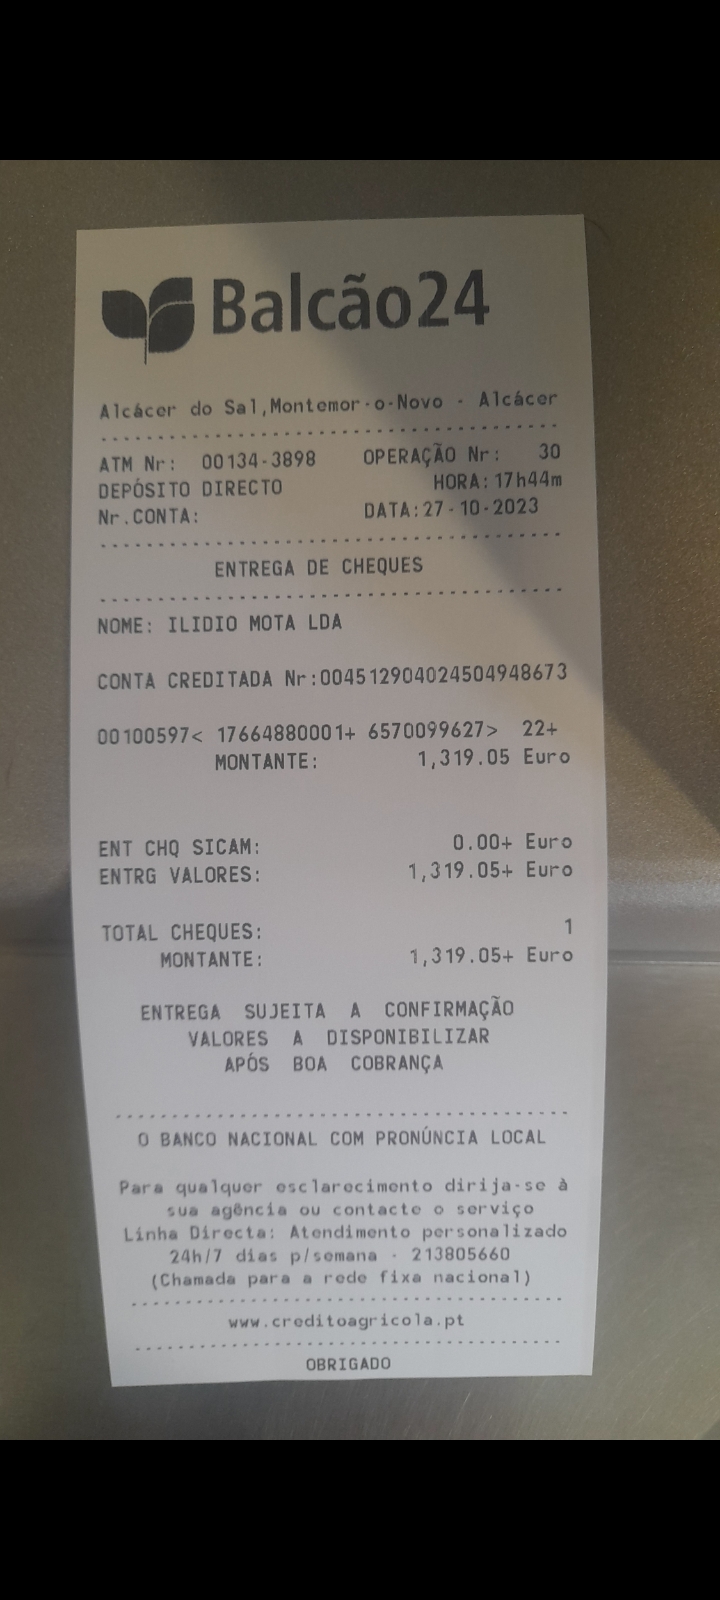 Balcão24
Alcácer do Sal,Montemor-o-Novo - Alcácer
ATM Nr: 00134-3898 OPERAÇÃO Nr: 30
DEPÓSITO DIRECTO HORA:17h44m
Nr.CONTA: DATA:27-10-2023
ENTREGA DE CHEQUES
NOME: ILIDIO MOTA LDA
CONTA CREDITADA Nr:004512904024504948673
00100597< 17664880001+ 6570099627> 22+
MONTANTE: 1,319.05 Euro
ENT CHQ SICAM: 0.00+ Euro
ENTRG VALORES: 1,319.05+ Euro
TOTAL CHEQUES: 1
MONTANTE: 1,319.05+ Euro
ENTREGA SUJEITA A CONFIRMAÇÃO
VALORES A DISPONIBILIZAR
APÓS BOA COBRANÇA
O BANCO NACIONAL COM PRONÚNCIA LOCAL
Para qualquer esclarecimento dirija-se à
sua agência ou contacte o serviço
Linha Directa: Atendimento personalizado
24h/7 dias p/semana - 213805660
(Chamada para a rede fixa nacional)
www.creditoagricola.pt
OBRIGADO